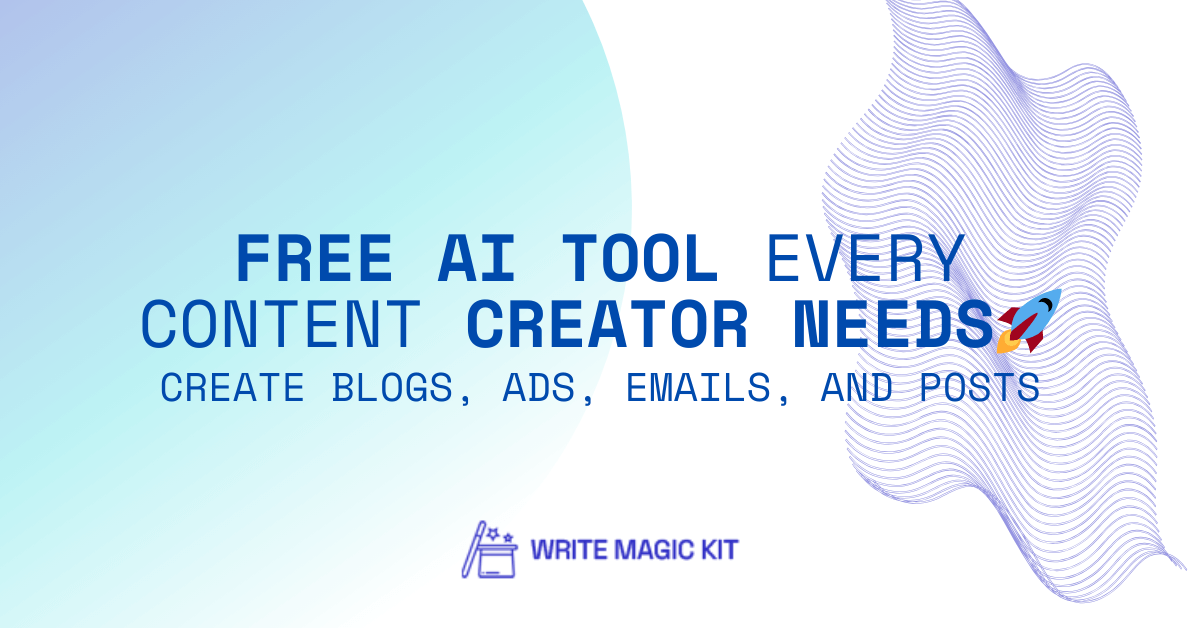 FREE AI TOOL EVERY
CONTENT CREATOR NEEDS🚀
CREATE BLOGS, ADS, EMAILS, AND POSTS
WRITE MAGIC KIT